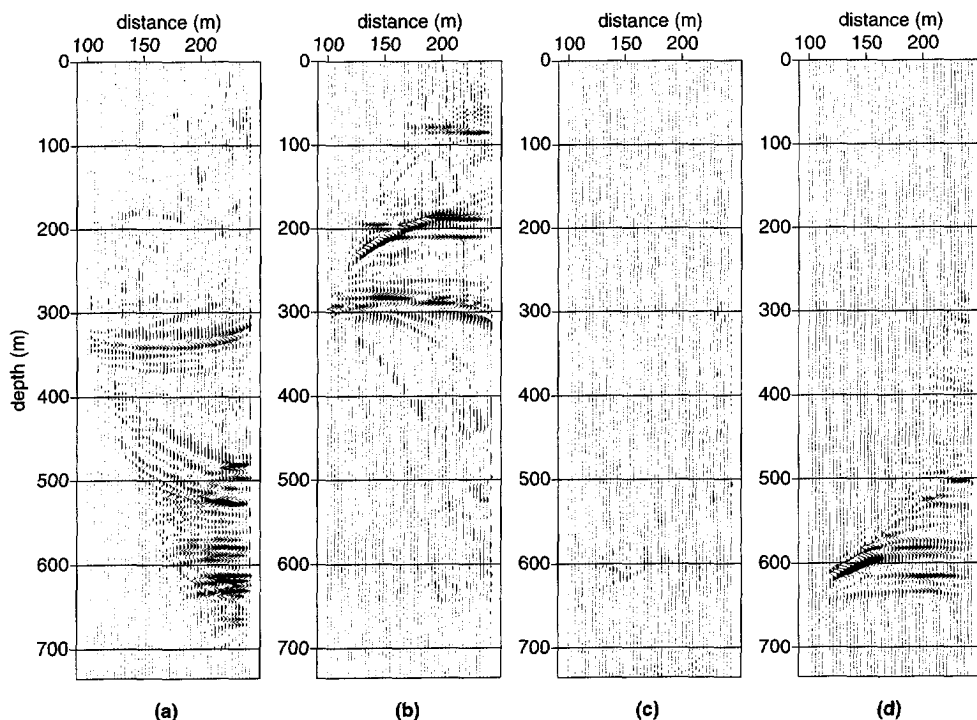 distance (m) distance (m) distance (m) distance (m)
100 150 200 100 150 200 100 150 200 100 150 200
0 0 0 0
100 100 100 100
200 200 200 200
300 300 300 300
depth (m)
400 400 400 400
500 500 500 500
600 600 600 600
700 700 700 700
(a) (b) (c) (d)